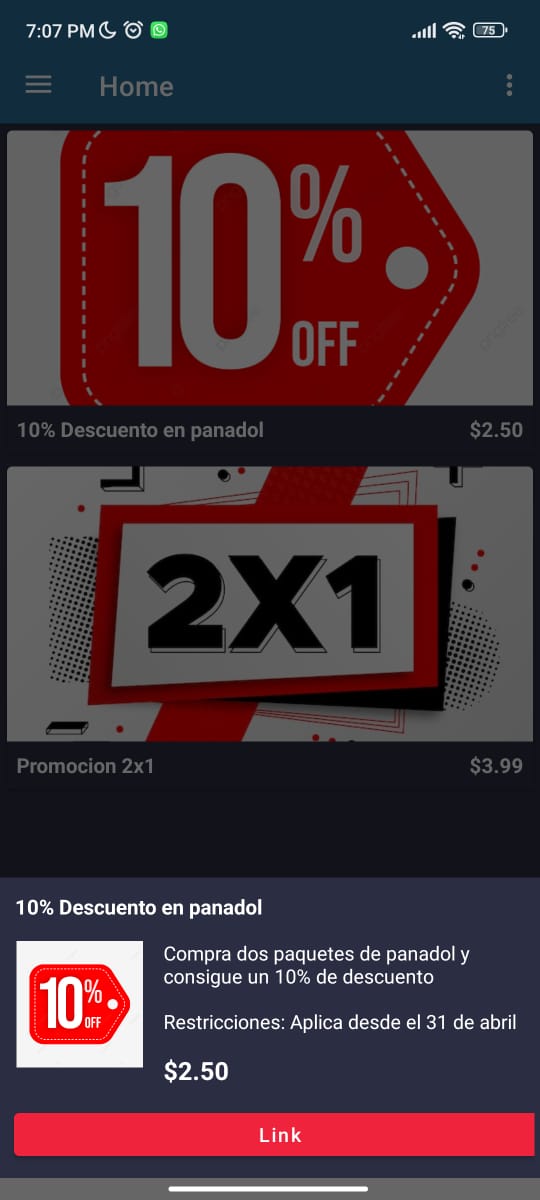 7:07 PM
75
Home
10%
OFF
10% Descuento en panadol $2.50
2X1
Promocion 2x1 $3.99
10% Descuento en panadol
10%
OFF
Compra dos paquetes de panadol y
consigue un 10% de descuento
Restricciones: Aplica desde el 31 de abril
$2.50
Link